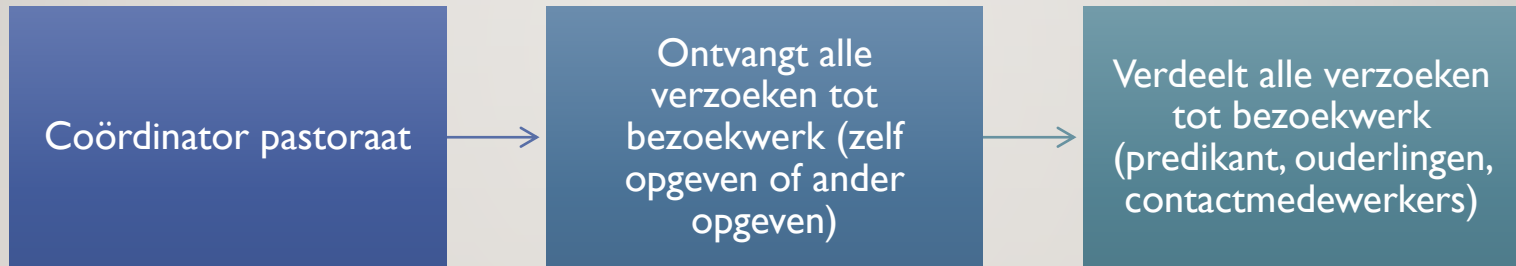 Coördinator pastoraat
Ontvangt alle
verzoeken tot
bezoekwerk (zelf
opgeven of ander
opgeven)
Verdeelt alle verzoeken
tot bezoekwerk
(predikant, ouderlingen,
contactmedewerkers)